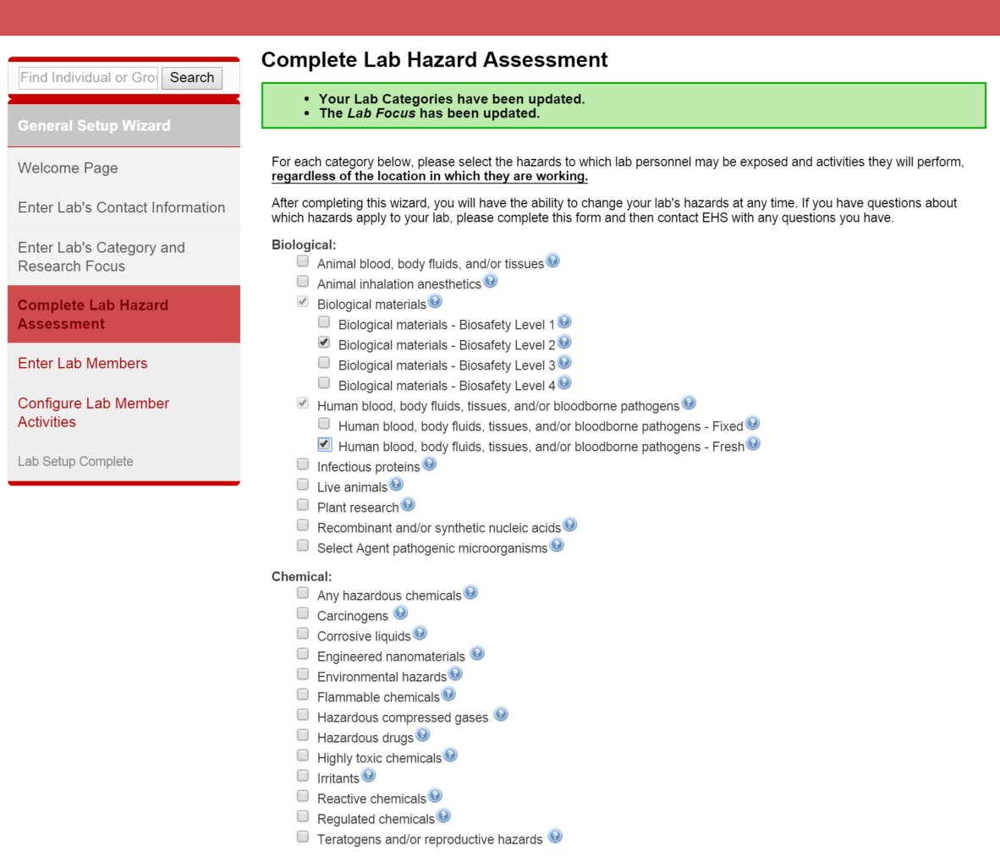 Complete Lab Hazard Assessment
Find Individual or Gro
Search
General Setup Wizard
Welcome Page
Enter Lab's Contact Information
Enter Lab's Category and
Research Focus
Complete Lab Hazard
Assessment
Enter Lab Members
Configure Lab Member
Activities
Lab Setup Complete
Your Lab Categories have been updated.
The Lab Focus has been updated.
For each category below, please select the hazards to which lab personnel may be exposed and activities they will perform,
regardless of the location in which they are working.
After completing this wizard, you will have the ability to change your lab's hazards at any time. If you have questions about
which hazards apply to your lab, please complete this form and then contact EHS with any questions you have.
Biological:
Animal blood, body fluids, and/or tissues
Animal inhalation anesthetics
Biological materials
Biological materials - Biosafety Level 1
Biological materials - Biosafety Level 2
Biological materials - Biosafety Level 3
Biological materials - Biosafety Level 4
Human blood, body fluids, tissues, and/or bloodborne pathogens
Human blood, body fluids, tissues, and/or bloodborne pathogens - Fixed
Human blood, body fluids, tissues, and/or bloodborne pathogens - Fresh
Infectious proteins
Live animals
Plant research
Recombinant and/or synthetic nucleic acids
Select Agent pathogenic microorganisms
Chemical:
Any hazardous chemicals
Carcinogens
Corrosive liquids
Engineered nanomaterials
Environmental hazards
Flammable chemicals
Hazardous compressed gases
Hazardous drugs
Highly toxic chemicals
Irritants
Reactive chemicals
Regulated chemicals
Teratogens and/or reproductive hazards